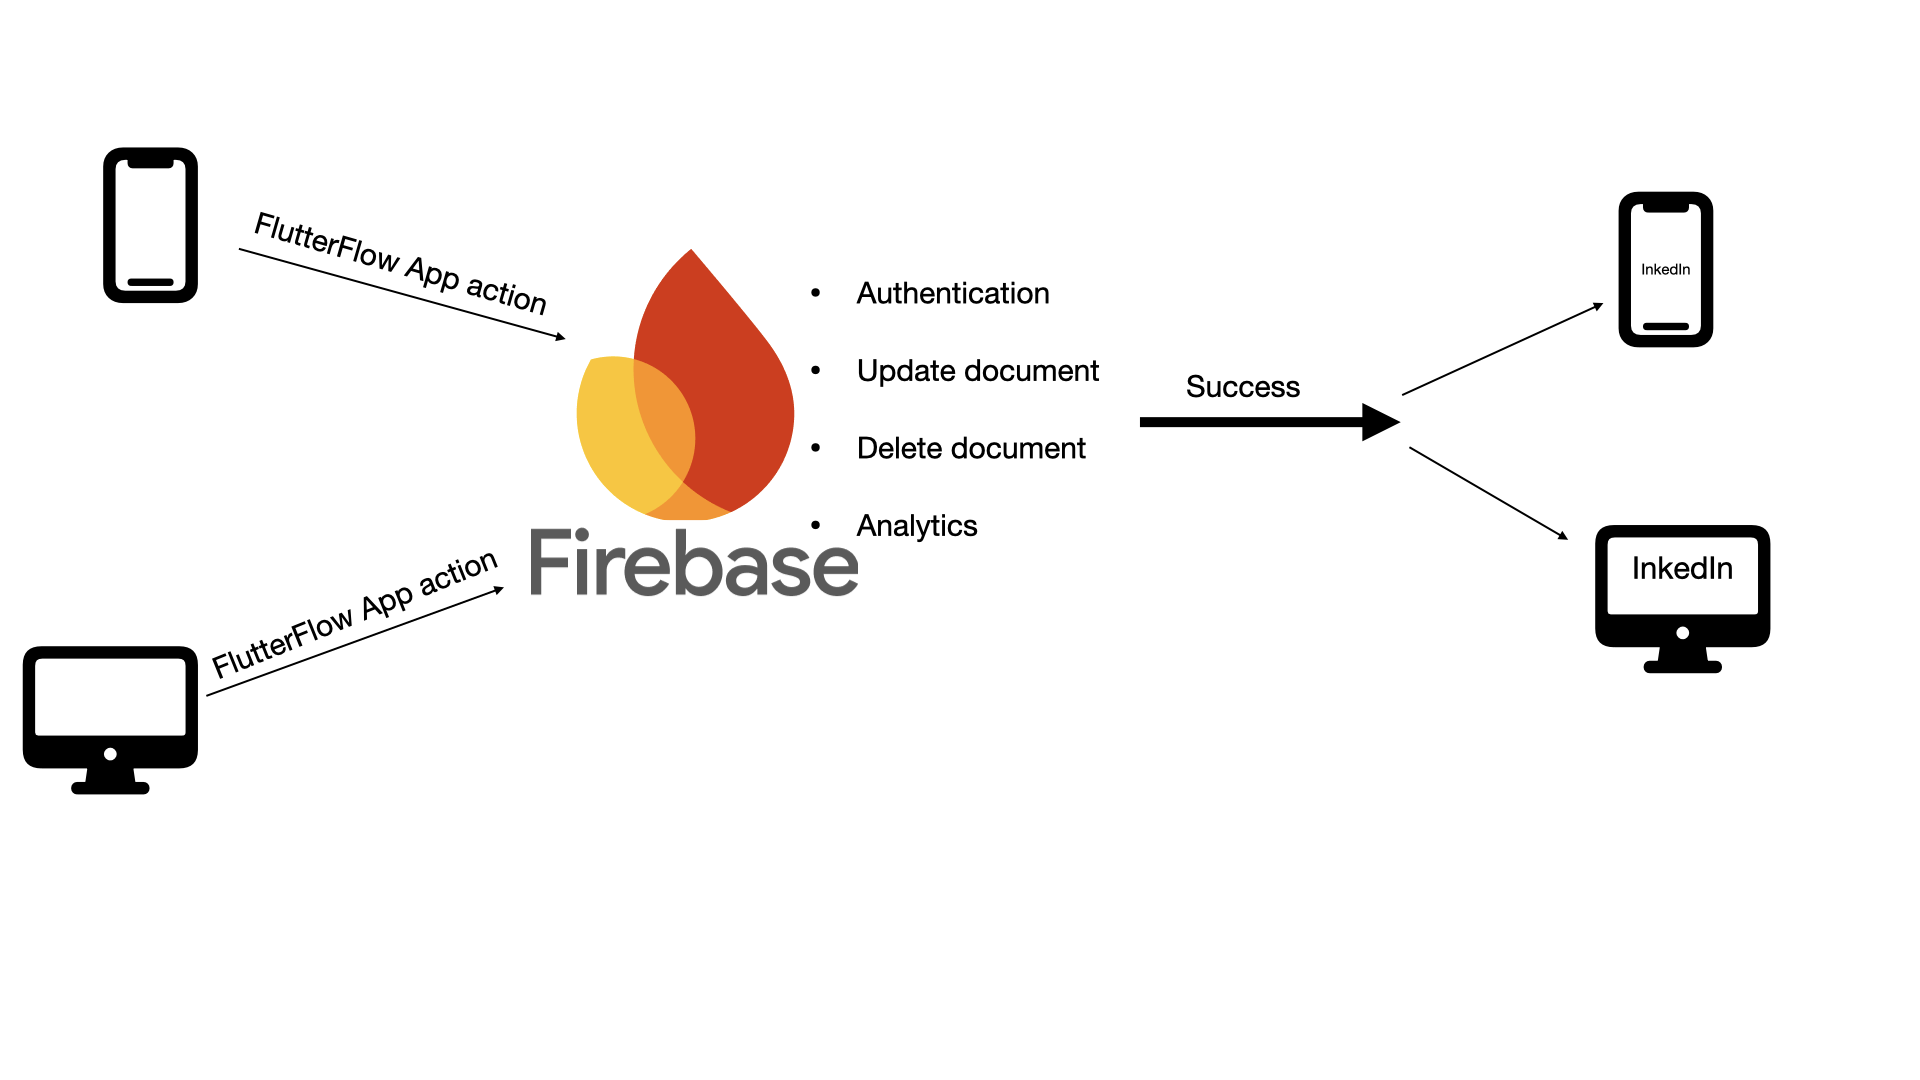 FlutterFlow App action
InkedIn
• Authentication
• Update document
Success
• Delete document
• Analytics
Firebase
FlutterFlow App action
InkedIn